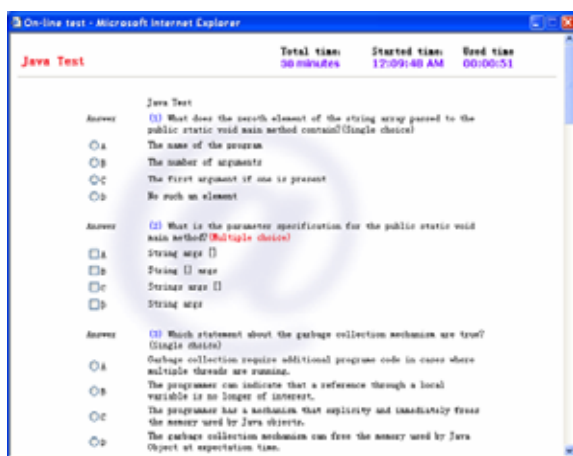 On-line test - Microsoft Internet Explorer
Java Test
Total time:
30 minutes
Started time:
12:09:48 AM
Used time
00:00:51
Java Test
Answer
(1) What does the zeroth element of the string array passed to the
public static void main method contain?(Single choice)
A
The name of the program
B
The number of arguments
C
The first argument if one is present
D
No such an element
Answer
(2) What is the parameter specification for the public static void
main method?(Multiple choice)
A
String args []
B
String [] args
C
Strings args []
D
String args
Answer
(3) Which statement about the garbage collection mechanism are true?
(Single choice)
A
Garbage collection require additional programe code in cases where
multiple threads are running.
B
The programmer can indicate that a reference through a local
variable is no longer of interest.
C
The programmer has a mechanism that explicity and immediately frees
the memory used by Java objects.
D
The garbage collection mechanism can free the memory used by Java
Object at expectation time.